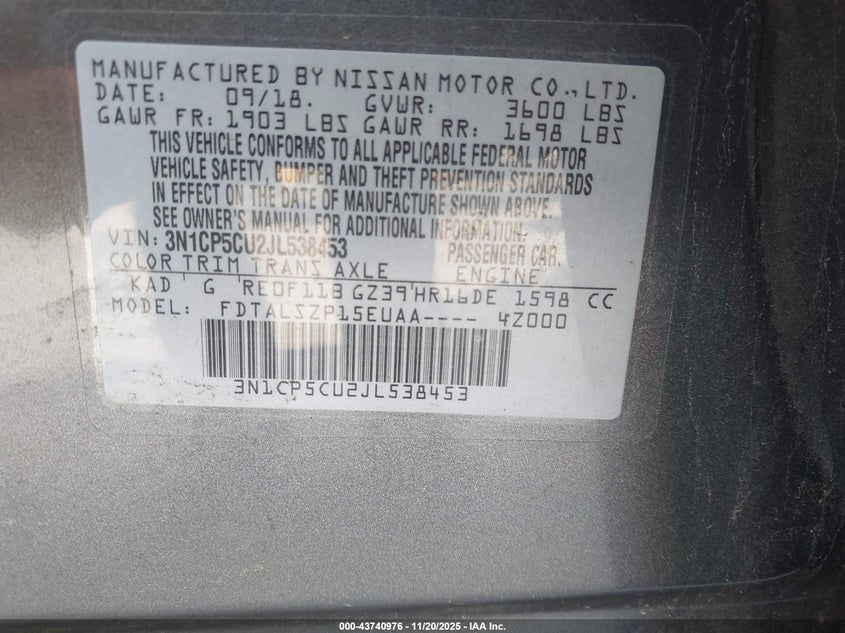 MANUFACTURED BY NISSAN MOTOR CO., LTD.
DATE: 09/18. GVWR: 3600 LBS
GAWR FR: 1903 LBS GAWR RR: 1698 LBS
THIS VEHICLE CONFORMS TO ALL APPLICABLE FEDERAL MOTOR
VEHICLE SAFETY, BUMPER AND THEFT PREVENTION STANDARDS
IN EFFECT ON THE DATE OF MANUFACTURE SHOWN ABOVE.
SEE OWNER'S MANUAL FOR ADDITIONAL INFORMATION.
VIN: 3N1CP5CU2JL538453 PASSENGER CAR.
COLOR TRIM TRANS AXLE ENGINE
KAD G RE0F11B GZ39 HR16DE 1598 CC
MODEL: FDTALSZP15EUAA---- 4Z000
3N1CP5CU2JL538453
000-43740976 — 11/20/2025 — IAA Inc.